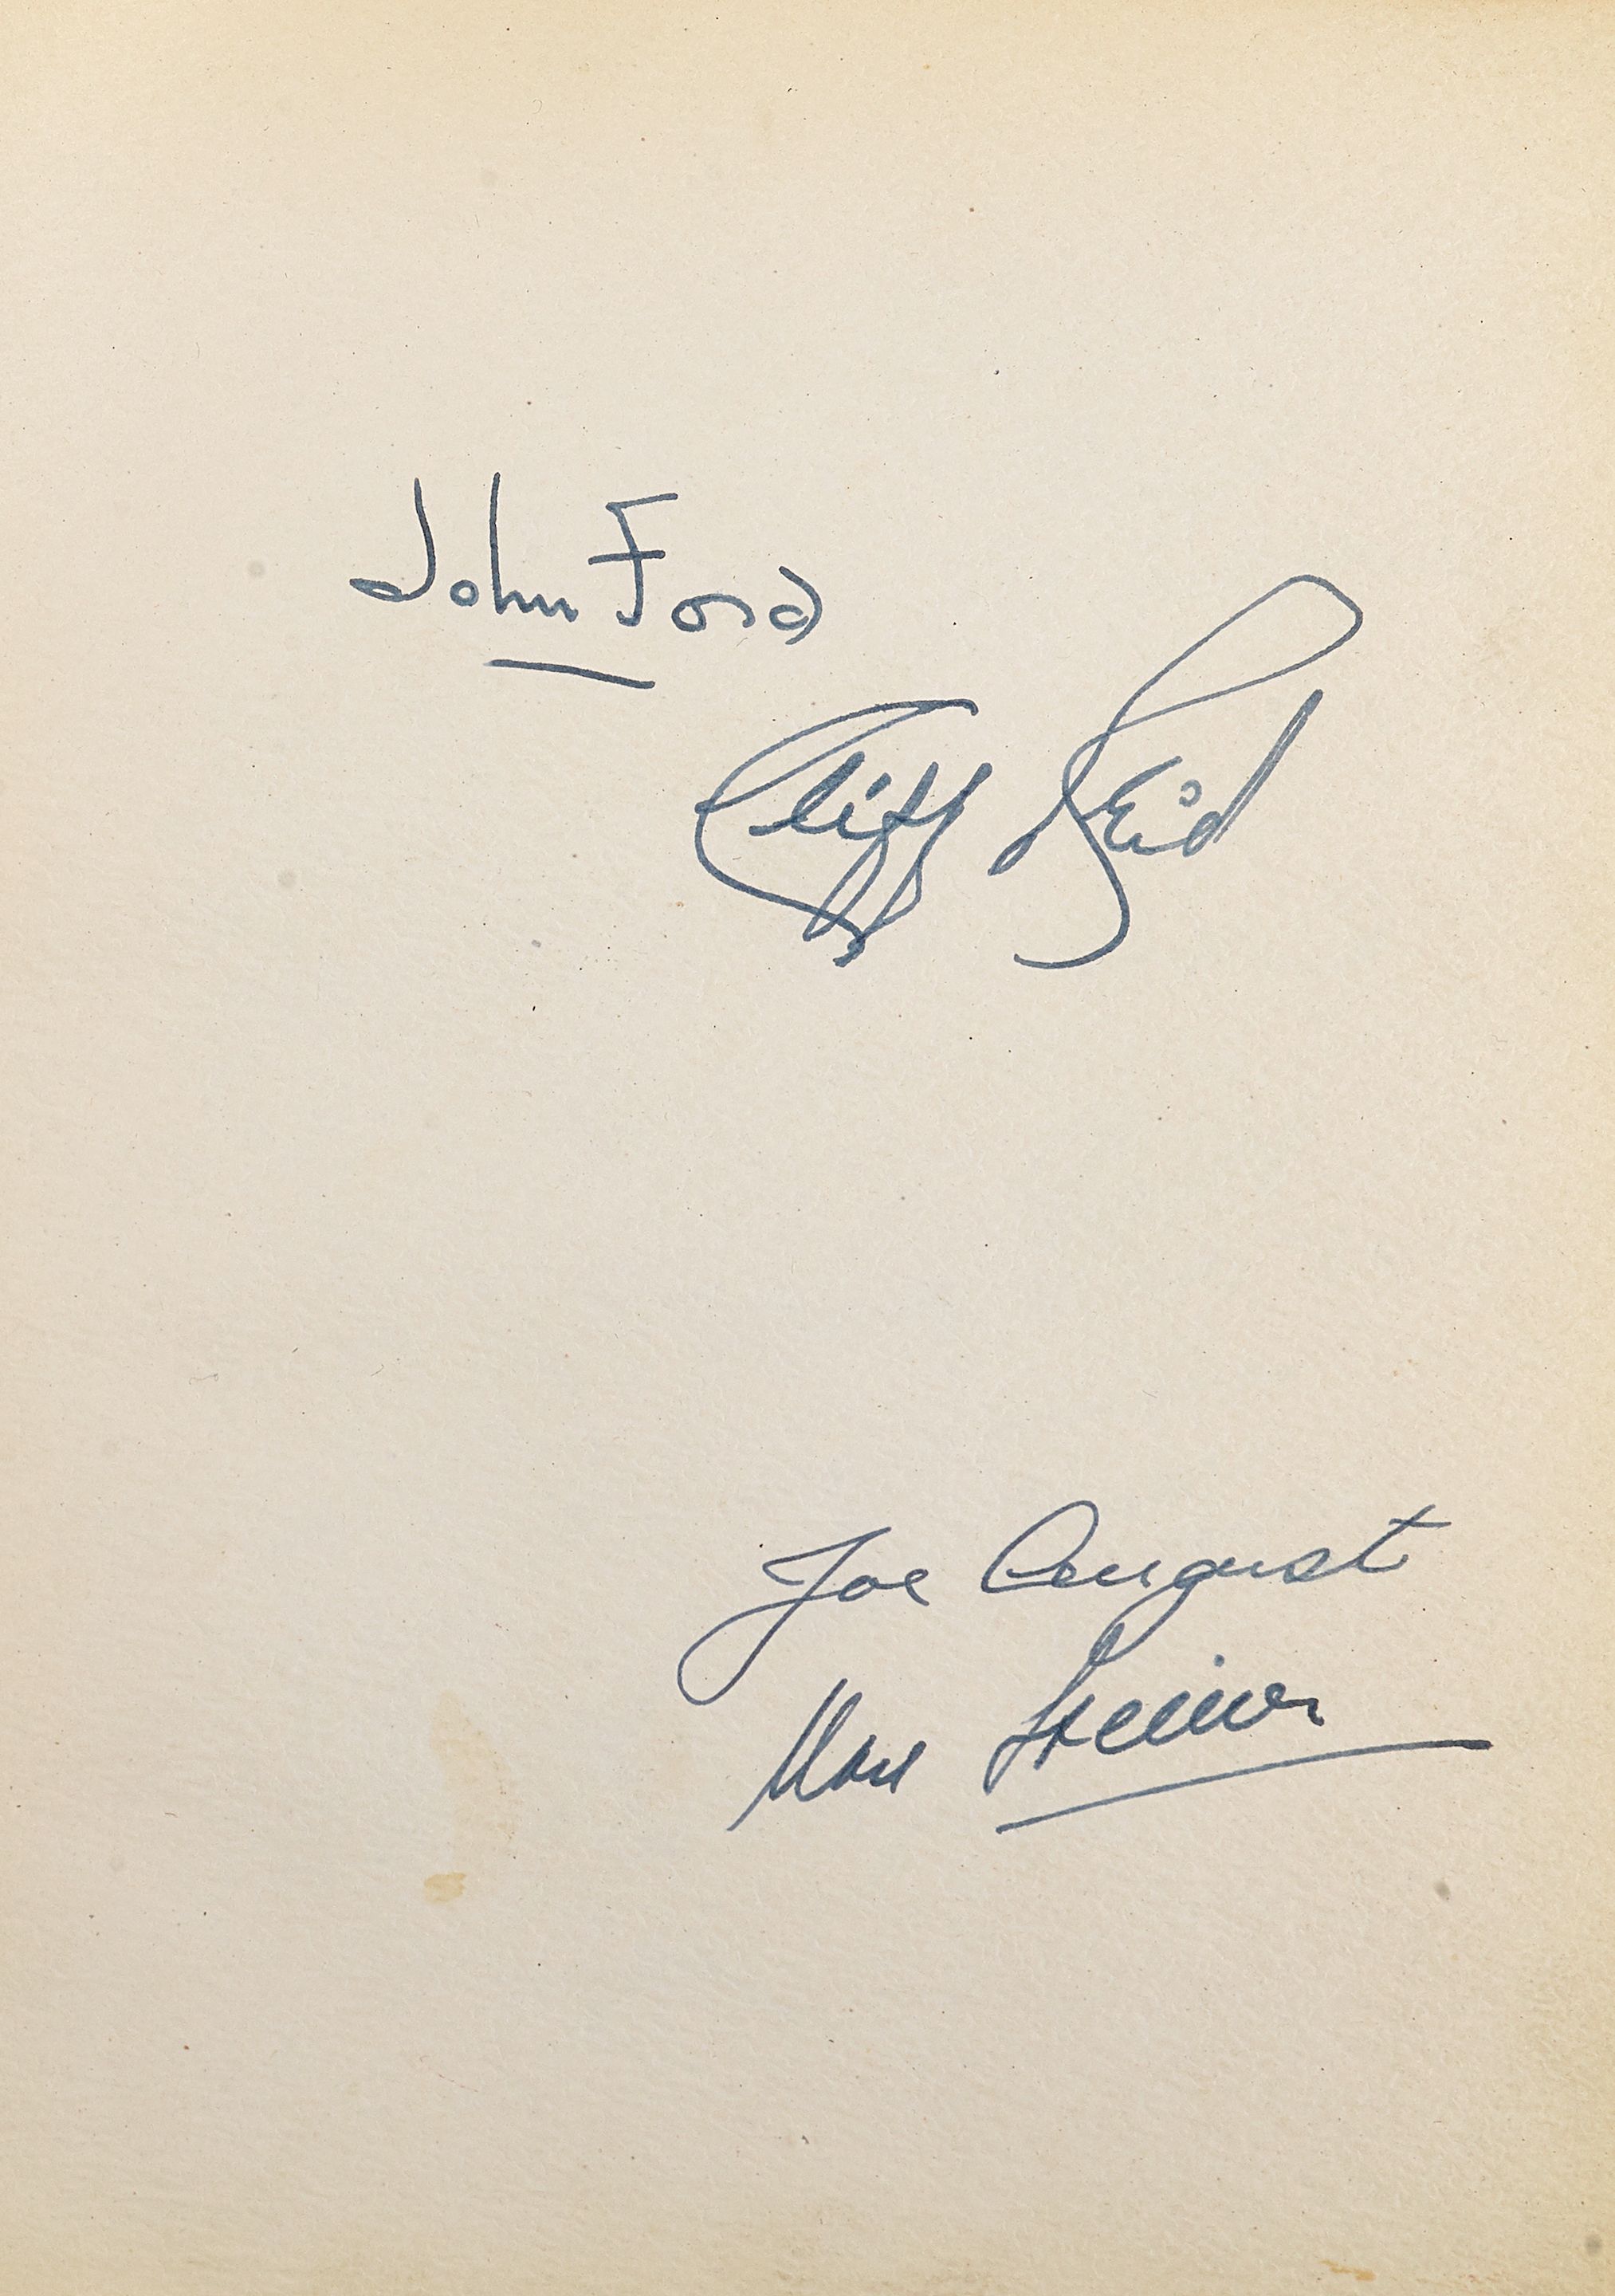 John Ford
Cliff Reid
Joe August
Max Steiner